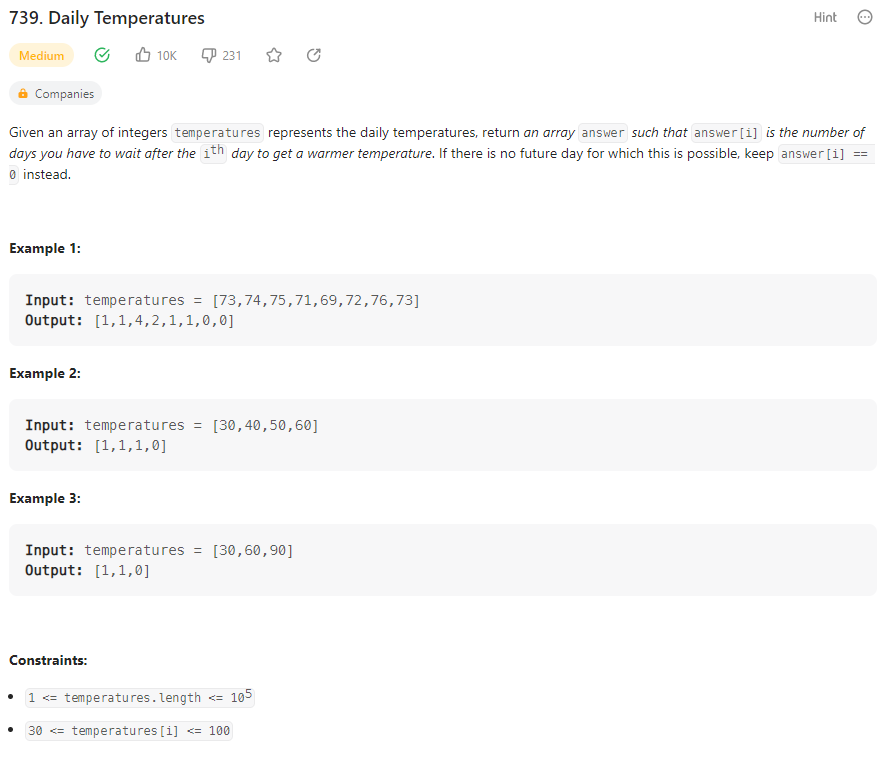 739. Daily Temperatures
Hint
Medium
10K
231
Companies
Given an array of integers temperatures represents the daily temperatures, return an array answer such that answer[i] is the number of
days you have to wait after the ith day to get a warmer temperature. If there is no future day for which this is possible, keep answer[i] ==
0 instead.
Example 1:
Input: temperatures = [73,74,75,71,69,72,76,73]
Output: [1,1,4,2,1,1,0,0]
Example 2:
Input: temperatures = [30,40,50,60]
Output: [1,1,1,0]
Example 3:
Input: temperatures = [30,60,90]
Output: [1,1,0]
Constraints:
• 1 <= temperatures.length <= 10⁵
• 30 <= temperatures[i] <= 100